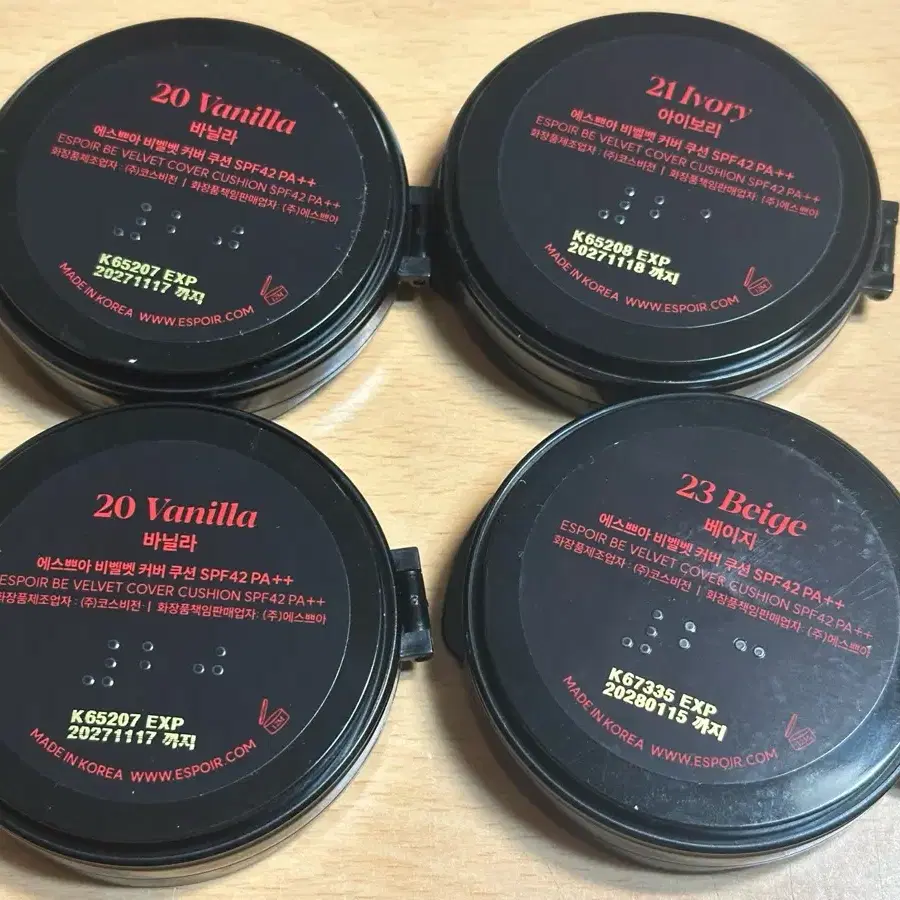 20 Vanilla
바닐라
에스쁘아 비벨벳 커버 쿠션 SPF42 PA++
ESPOIR BE VELVET COVER CUSHION SPF42 PA++
화장품제조업자 : (주)코스비전 | 화장품책임판매업자 : (주)에스쁘아
K65207 EXP
20271117 까지
MADE IN KOREA WWW.ESPOIR.COM
21 Ivory
아이보리
에스쁘아 비벨벳 커버 쿠션 SPF42 PA++
ESPOIR BE VELVET COVER CUSHION SPF42 PA++
화장품제조업자 : (주)코스비전 | 화장품책임판매업자 : (주)에스쁘아
K65208 EXP
20271118 까지
MADE IN KOREA WWW.ESPOIR.COM
20 Vanilla
바닐라
에스쁘아 비벨벳 커버 쿠션 SPF42 PA++
ESPOIR BE VELVET COVER CUSHION SPF42 PA++
화장품제조업자 : (주)코스비전 | 화장품책임판매업자 : (주)에스쁘아
K65207 EXP
20271117 까지
MADE IN KOREA WWW.ESPOIR.COM
23 Beige
베이지
에스쁘아 비벨벳 커버 쿠션 SPF42 PA++
ESPOIR BE VELVET COVER CUSHION SPF42 PA++
화장품제조업자 : (주)코스비전 | 화장품책임판매업자 : (주)에스쁘아
K67335 EXP
20280115 까지
MADE IN KOREA WWW.ESPOIR.COM